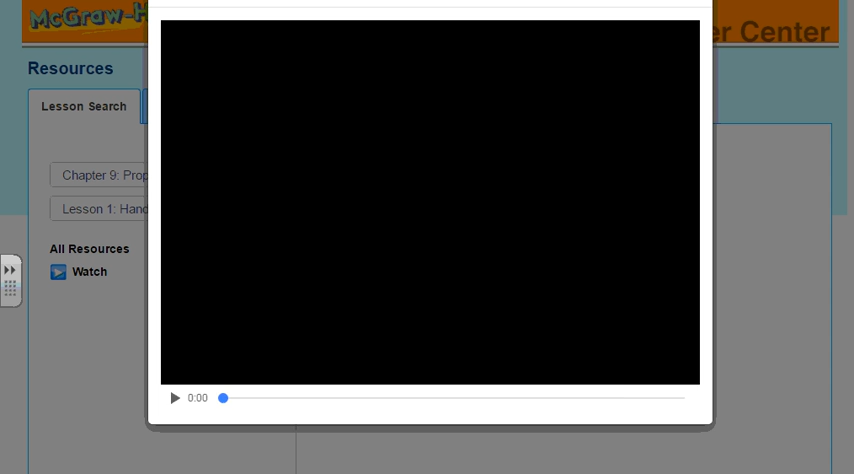 McGraw-H
er Center
Resources
Lesson Search
Chapter 9: Prop
Lesson 1: Hand
All Resources
Watch
0:00